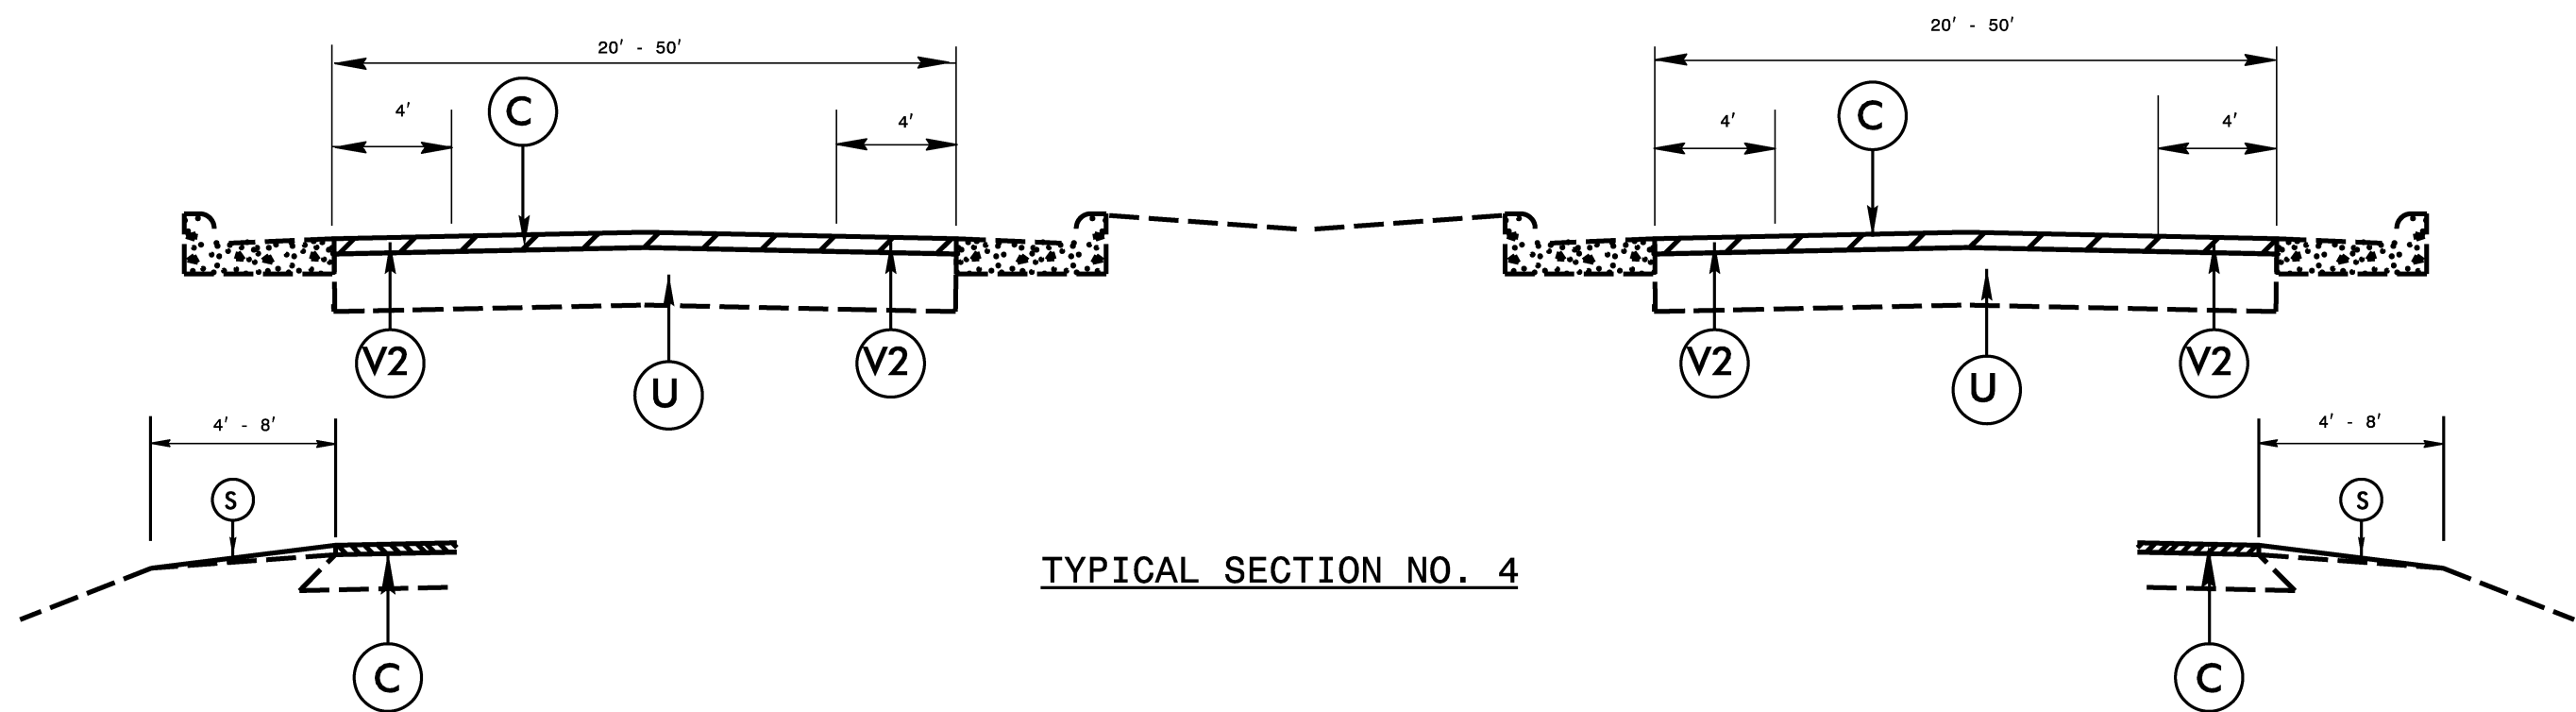 20' - 50' 20' - 50'
4' C 4' 4' C 4'
V2 U V2 V2 U V2
4' - 8' 4' - 8'
S S
TYPICAL SECTION NO. 4
C C